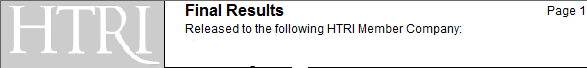 HTRI
Final Results
Page 1
Released to the following HTRI Member Company: